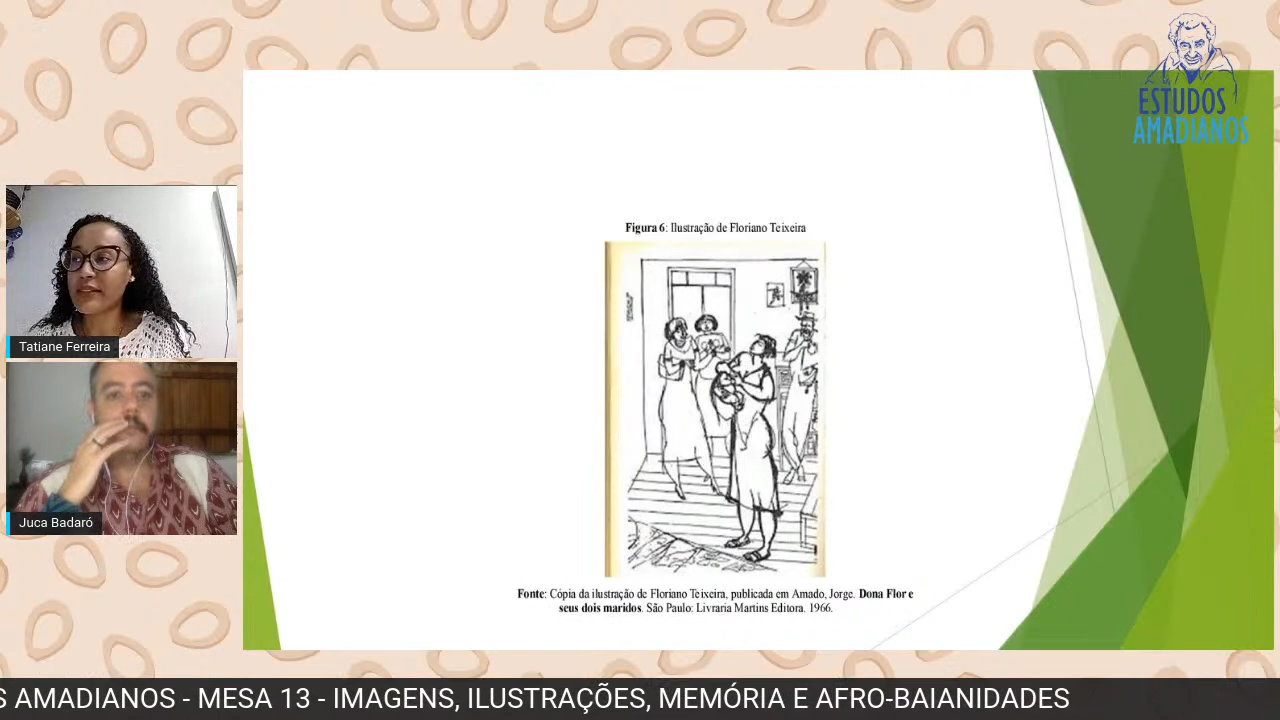 ESTUDOS
AMADIANOS
Figura 6: Ilustração de Floriano Teixeira
Tatiane Ferreira
Juca Badaró
Fonte: Cópia da ilustração de Floriano Teixeira, publicada em Amado, Jorge. Dona Flor e
seus dois maridos. São Paulo: Livraria Martins Editora. 1966.
S AMADIANOS - MESA 13 - IMAGENS, ILUSTRAÇÕES, MEMÓRIA E AFRO-BAIANIDADES